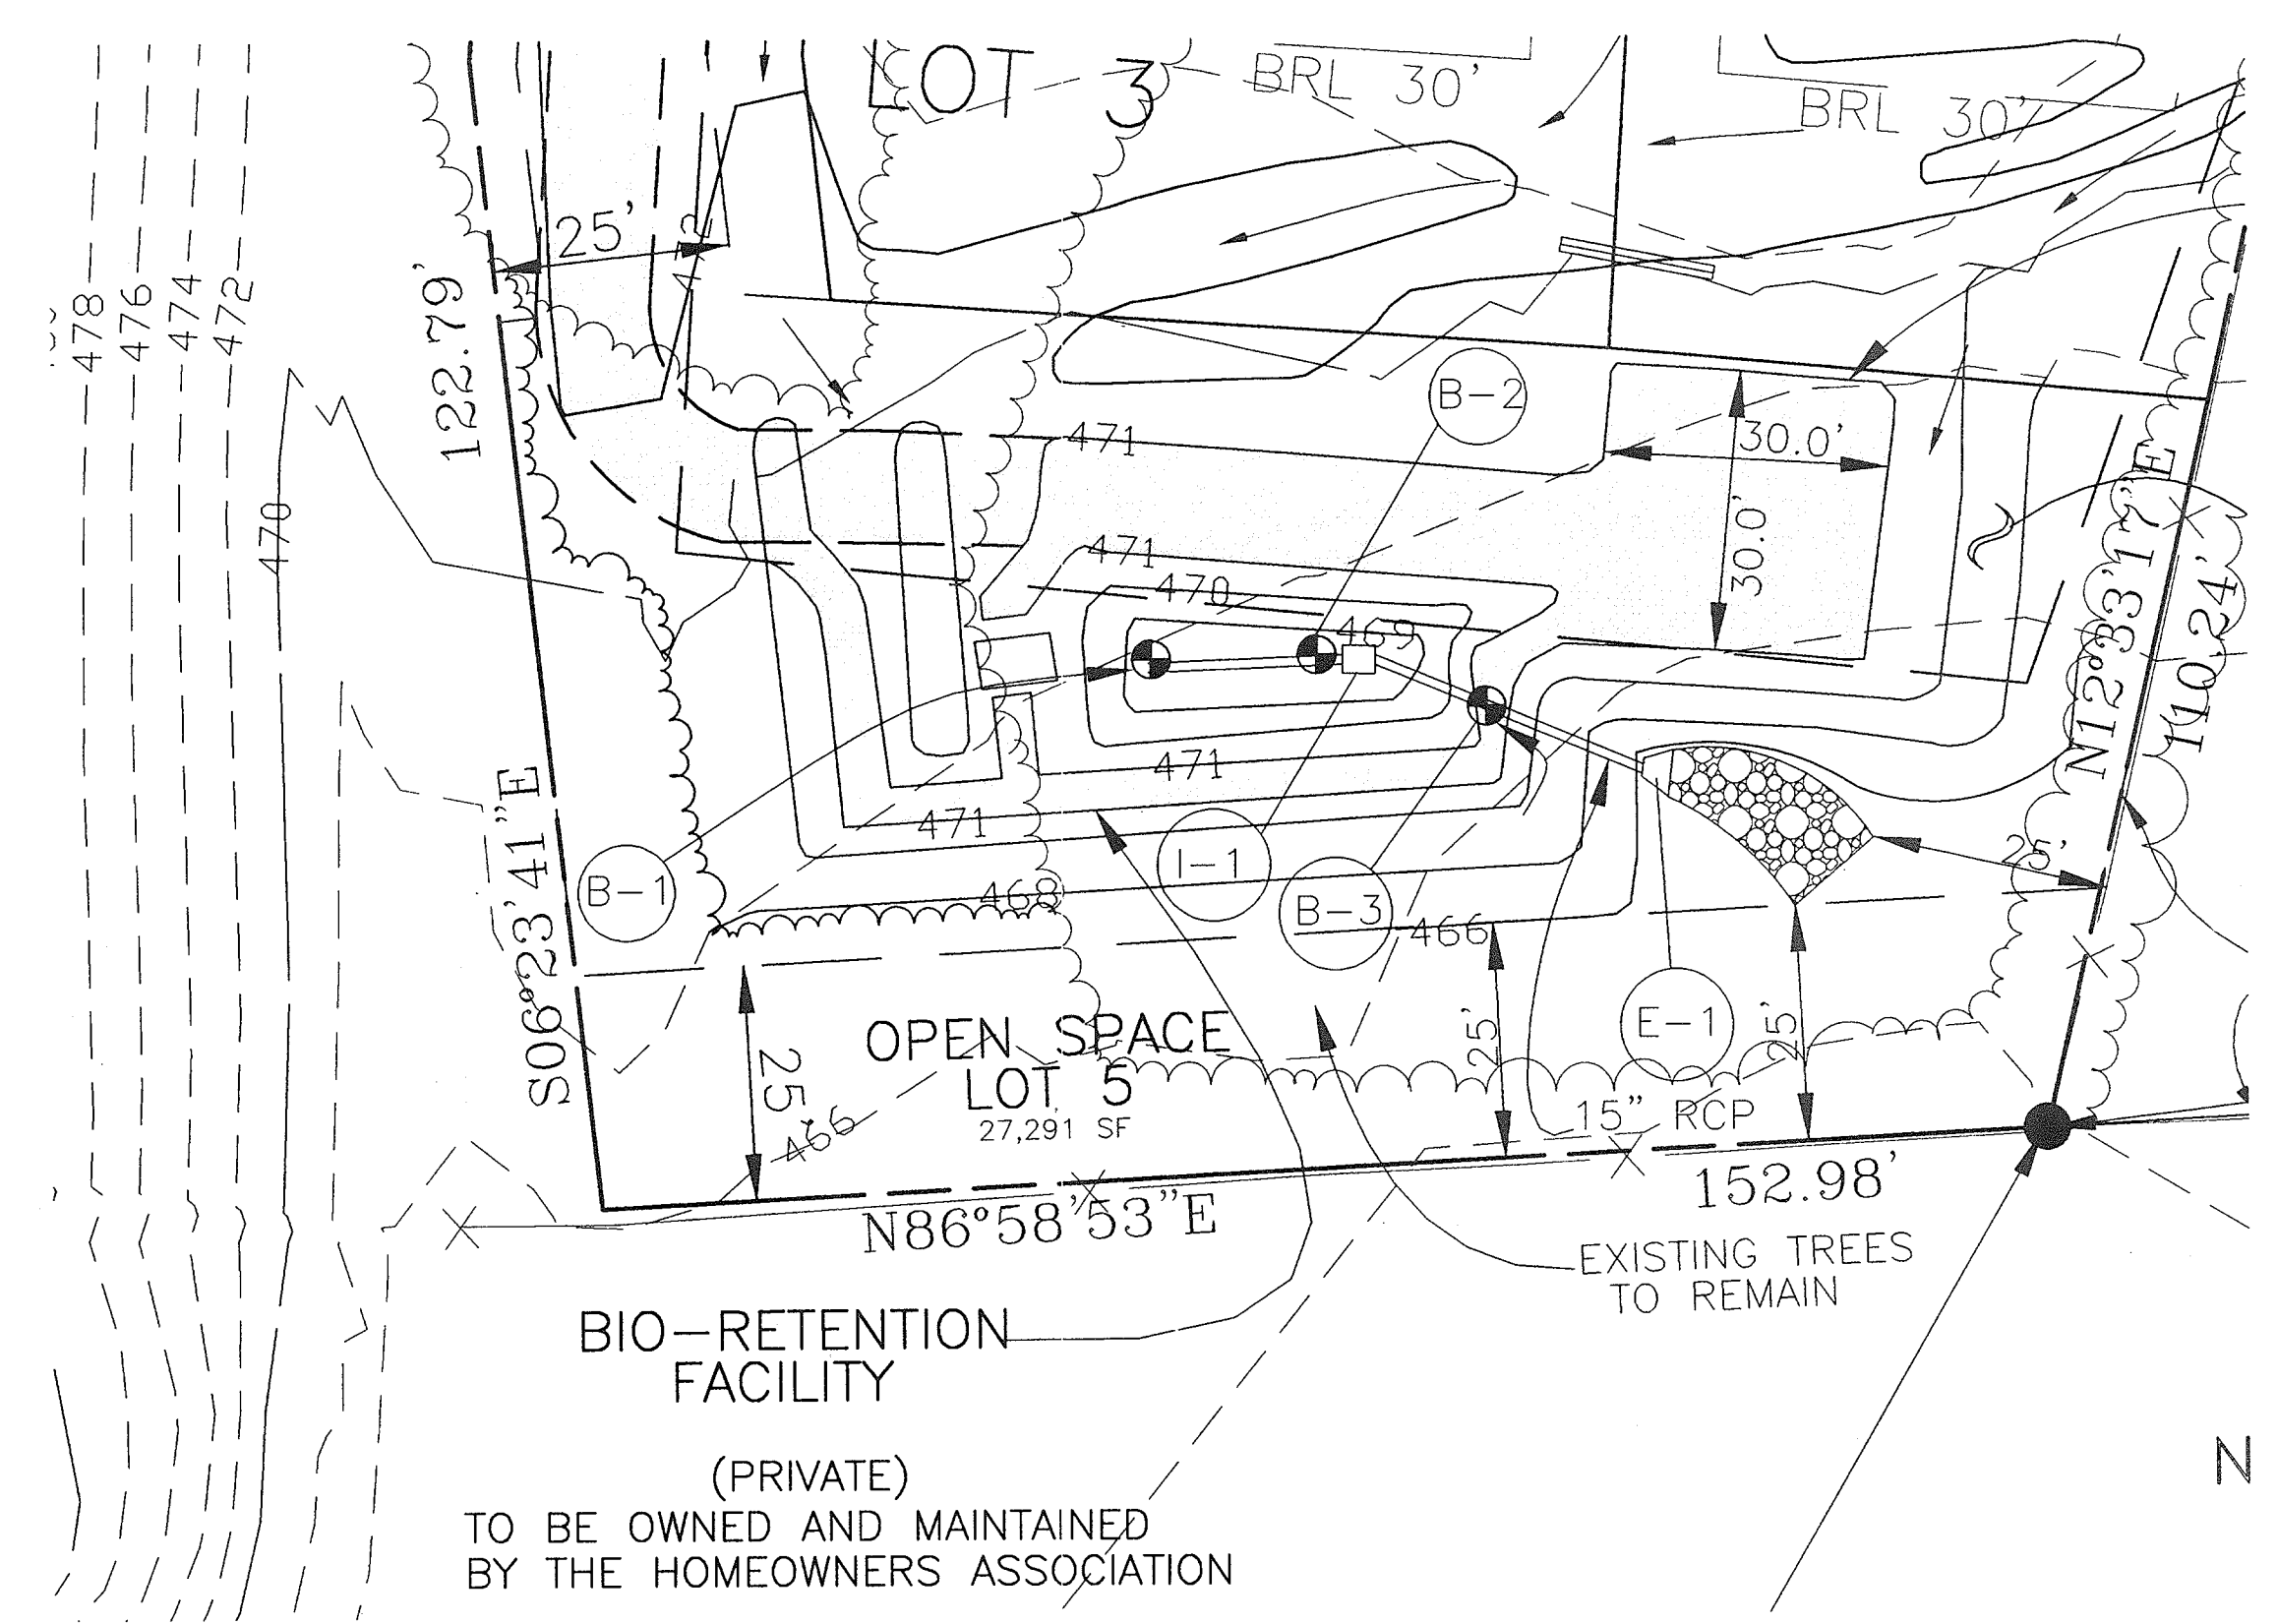 LOT 3
BRL 30'
BRL 30'
25'
472
478
476
474
472
470
122.79'
S06°23'41"E
B-2
471
30.0'
30.0'
471
470
469
N12°33'17"E
110.24'
471
471
B-1
I-1
B-3
468
466
E-1
25'
25'
25'
25'
OPEN SPACE
LOT 5
27,291 SF
466
15" RCP
152.98'
N86°58'53"E
EXISTING TREES
TO REMAIN
BIO-RETENTION
FACILITY
(PRIVATE)
TO BE OWNED AND MAINTAINED
BY THE HOMEOWNERS ASSOCIATION
N